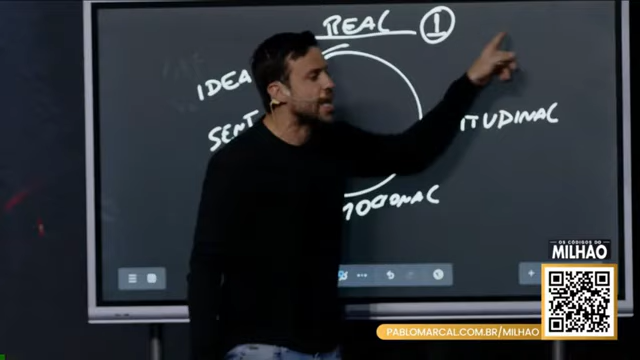 REAL 1
IDEA
SENT
ITUDINAL
MOCIONAL
OS CÓDIGOS DO
MILHÃO
PABLOMARCAL.COM.BR/MILHAO